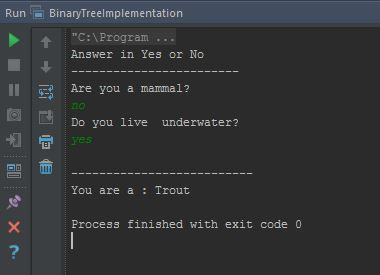 Run BinaryTreeImplementation
"C:\Program ...
Answer in Yes or No
------------------------
Are you a mammal?
no
Do you live  underwater?
yes
--------------------------
You are a : Trout
Process finished with exit code 0